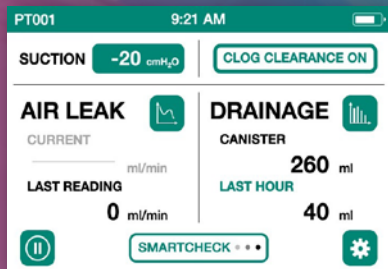 PT001 9:21 AM
SUCTION -20 cmH₂O CLOG CLEARANCE ON
AIR LEAK
CURRENT
ml/min
LAST READING
0 ml/min
DRAINAGE
CANISTER
260 ml
LAST HOUR
40 ml
SMARTCHECK